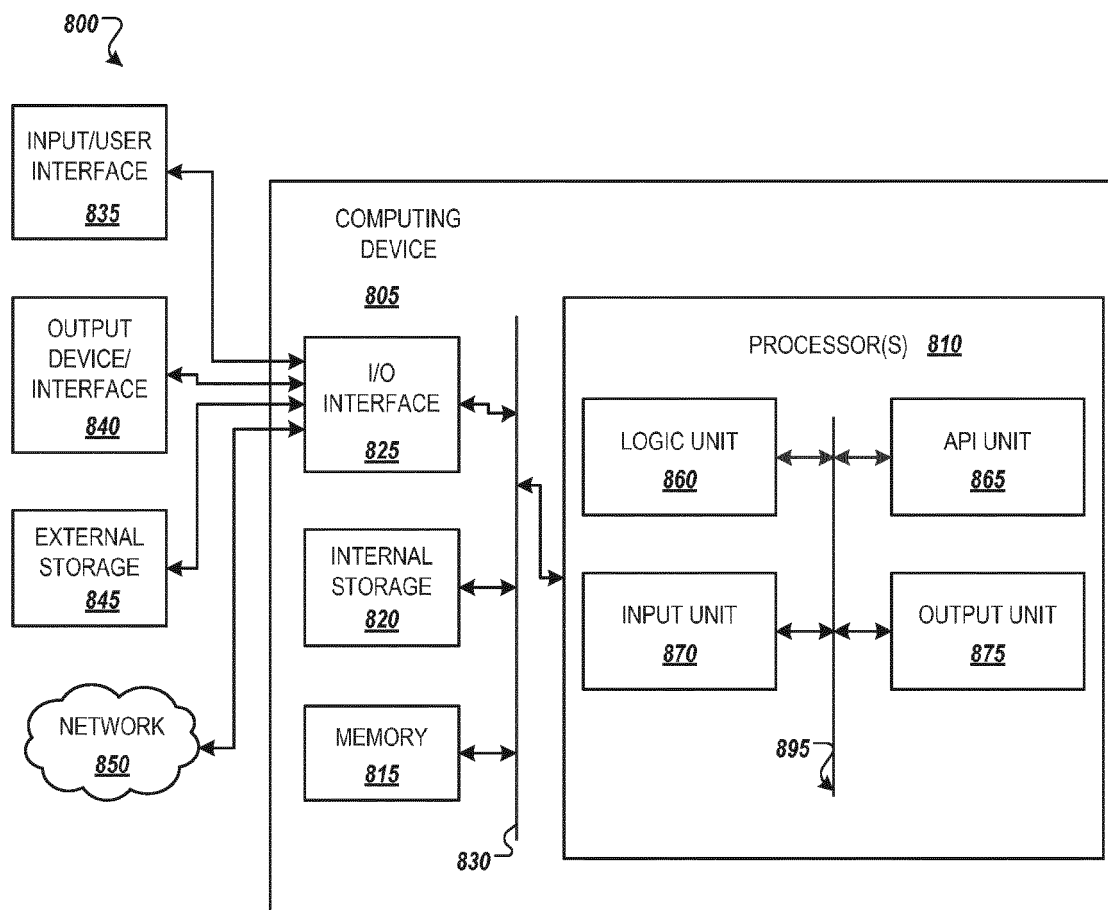 800
INPUT/USER
INTERFACE
835
OUTPUT
DEVICE/
INTERFACE
840
EXTERNAL
STORAGE
845
NETWORK
850
COMPUTING
DEVICE
805
I/O
INTERFACE
825
INTERNAL
STORAGE
820
MEMORY
815
830
PROCESSOR(S) 810
LOGIC UNIT
860
API UNIT
865
INPUT UNIT
870
OUTPUT UNIT
875
895